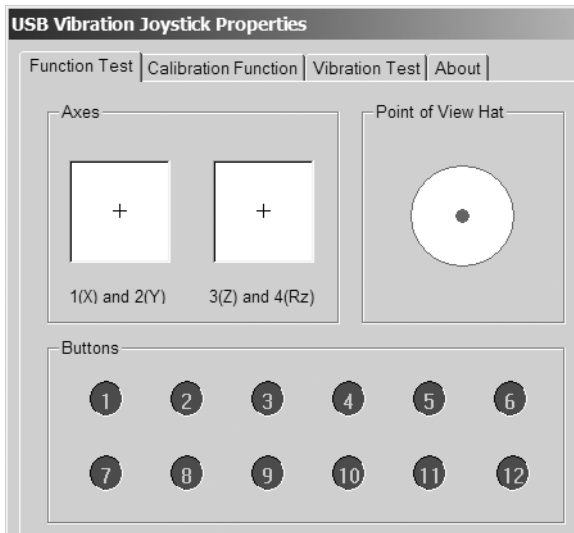 USB Vibration Joystick Properties
Function Test Calibration Function Vibration Test About
Axes Point of View Hat
1(X) and 2(Y) 3(Z) and 4(Rz)
Buttons
1 2 3 4 5 6
7 8 9 10 11 12